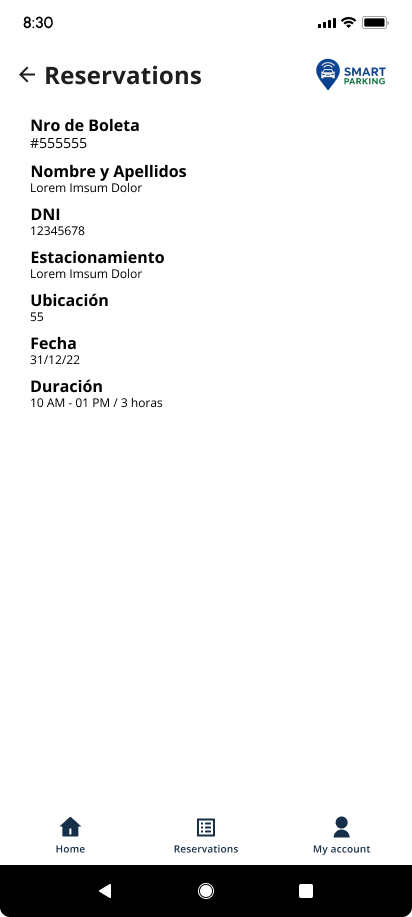 8:30
Reservations
SMART
PARKING
Nro de Boleta
#555555
Nombre y Apellidos
Lorem Imsum Dolor
DNI
12345678
Estacionamiento
Lorem Imsum Dolor
Ubicación
55
Fecha
31/12/22
Duración
10 AM - 01 PM / 3 horas
Home
Reservations
My account